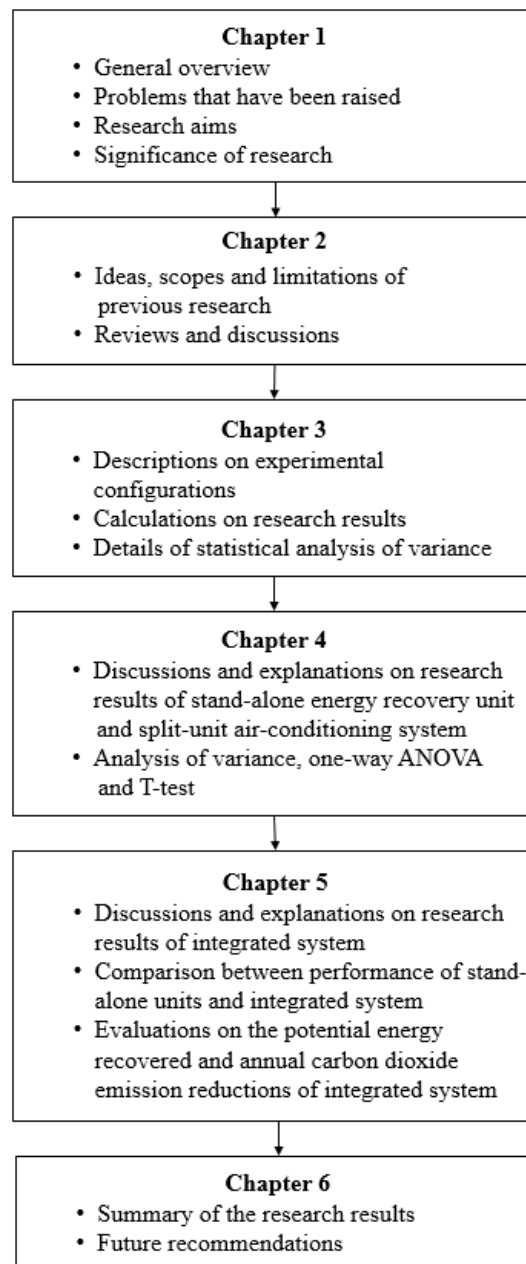 Chapter 1
• General overview
• Problems that have been raised
• Research aims
• Significance of research
Chapter 2
• Ideas, scopes and limitations of
previous research
• Reviews and discussions
Chapter 3
• Descriptions on experimental
configurations
• Calculations on research results
• Details of statistical analysis of variance
Chapter 4
• Discussions and explanations on research
results of stand-alone energy recovery unit
and split-unit air-conditioning system
• Analysis of variance, one-way ANOVA
and T-test
Chapter 5
• Discussions and explanations on research
results of integrated system
• Comparison between performance of stand-
alone units and integrated system
• Evaluations on the potential energy
recovered and annual carbon dioxide
emission reductions of integrated system
Chapter 6
• Summary of the research results
• Future recommendations